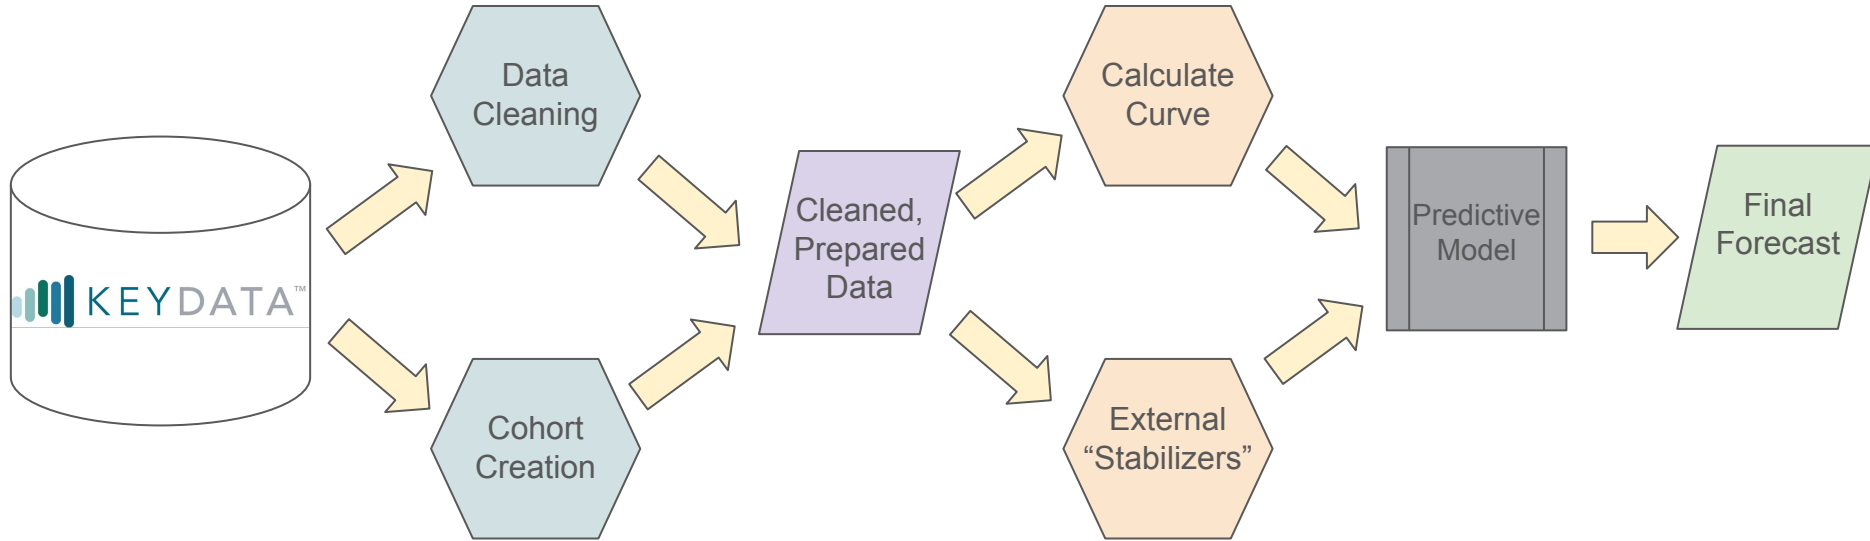 KEYDATA™
Data
Cleaning
Cohort
Creation
Cleaned,
Prepared
Data
Calculate
Curve
External
“Stabilizers”
Predictive
Model
Final
Forecast